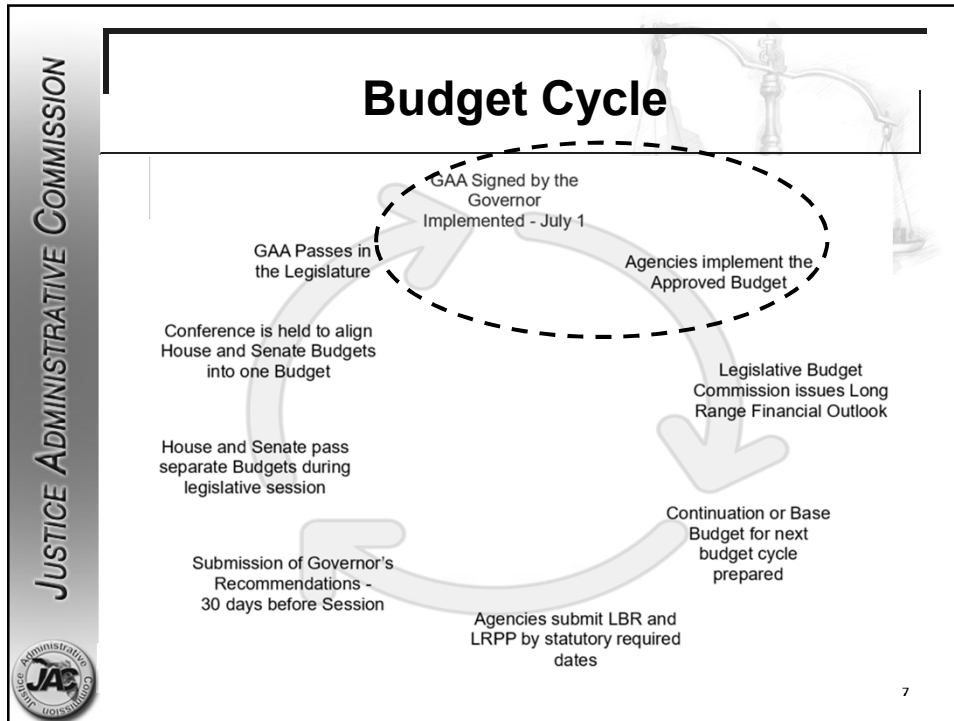 JUSTICE ADMINISTRATIVE COMMISSION
Budget Cycle
GAA Signed by the
Governor
Implemented - July 1
Agencies implement the
Approved Budget
Legislative Budget
Commission issues Long
Range Financial Outlook
Continuation or Base
Budget for next
budget cycle
prepared
Agencies submit LBR and
LRPP by statutory required
dates
Submission of Governor's
Recommendations -
30 days before Session
House and Senate pass
separate Budgets during
legislative session
Conference is held to align
House and Senate Budgets
into one Budget
GAA Passes in
the Legislature
Justice Administrative Commission
JAC
7